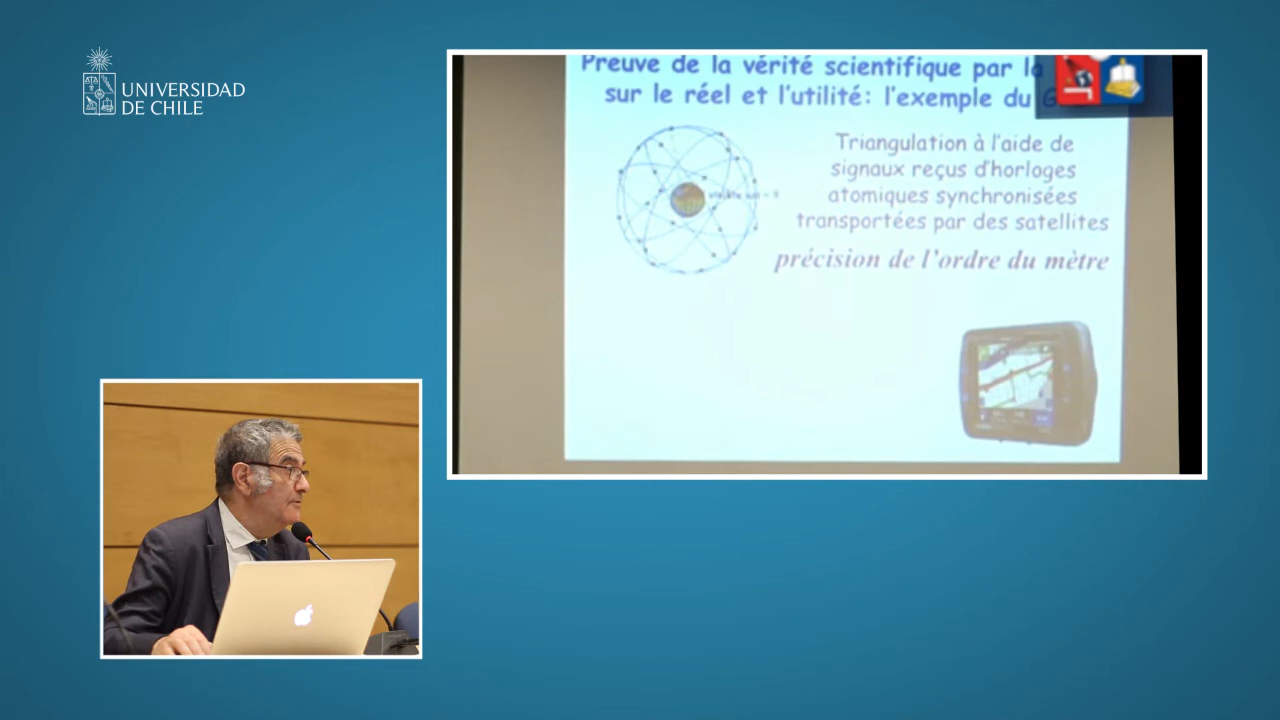 UNIVERSIDAD
DE CHILE
Preuve de la vérité scientifique par la
sur le réel et l'utilité: l'exemple du G
Triangulation à l'aide de
signaux reçus d'horloges
atomiques synchronisées
transportées par des satellites
précision de l'ordre du mètre